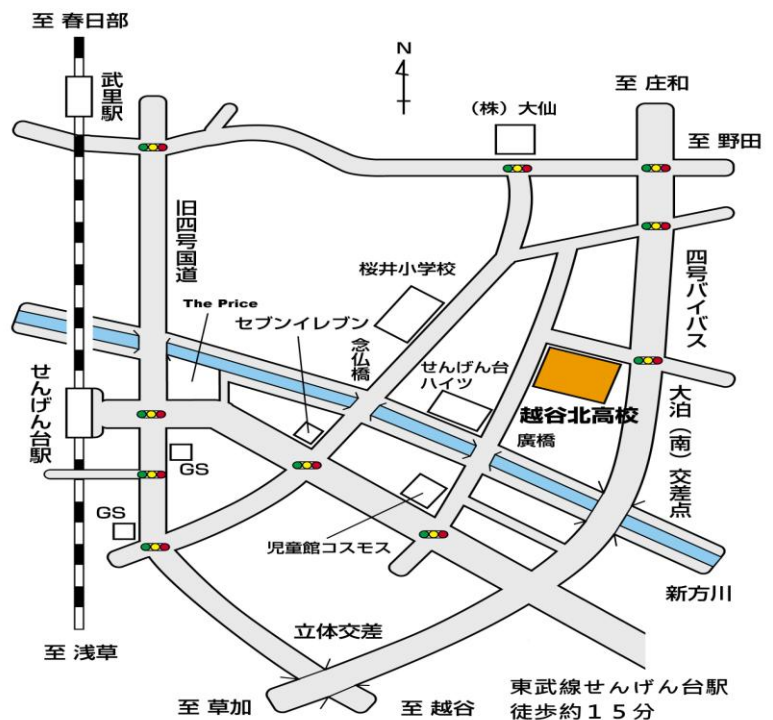 至 春日部
武里駅
N
至 庄和
（株）大仙
至 野田
旧四号国道
桜井小学校
四号バイパス
The Price
セブンイレブン
念仏橋
せんげん台
ハイツ
せんげん台駅
越谷北高校
大泊（南）交差点
廣橋
GS
GS
児童館コスモス
新方川
立体交差
至 浅草
至 草加
至 越谷
東武線せんげん台駅
徒歩約１５分